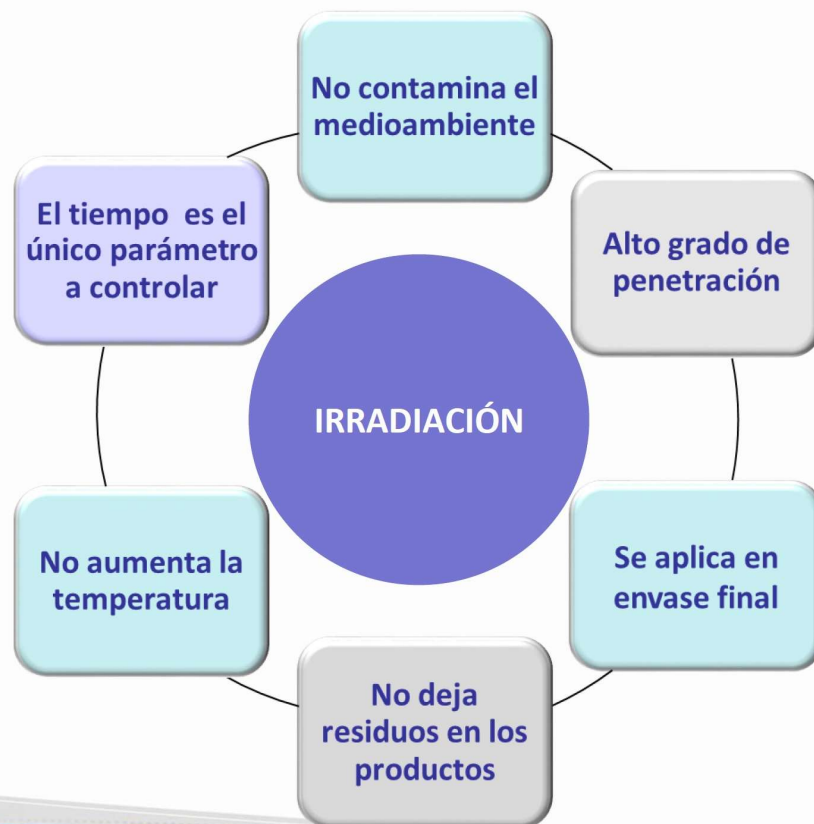 No contamina el
medioambiente
Alto grado de
penetración
Se aplica en
envase final
No deja
residuos en los
productos
No aumenta la
temperatura
El tiempo es el
único parámetro
a controlar
IRRADIACIÓN